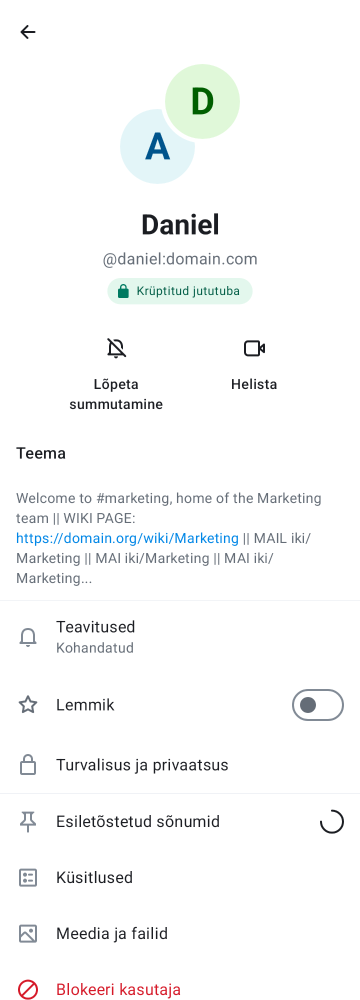 D
A
Daniel
@daniel:domain.com
Krüptitud jututuba
Lõpeta
summutamine
Helista
Teema
Welcome to #marketing, home of the Marketing
team || WIKI PAGE:
https://domain.org/wiki/Marketing || MAIL iki/
Marketing || MAI iki/Marketing || MAI iki/
Marketing...
Teavitused
Kohandatud
Lemmik
Turvalisus ja privaatsus
Esiletõstetud sõnumid
Küsitlused
Meedia ja failid
Blokeeri kasutaja